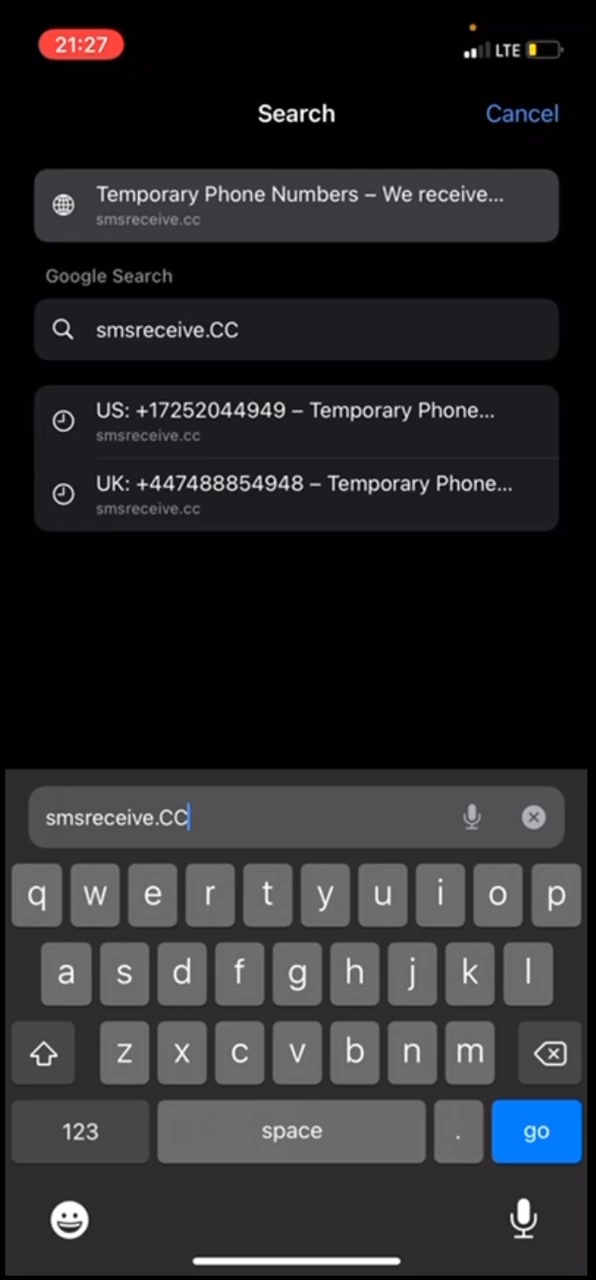 21:27
LTE
Search
Cancel
Temporary Phone Numbers – We receive...
smsreceive.cc
Google Search
smsreceive.CC
US: +17252044949 – Temporary Phone...
smsreceive.cc
UK: +447488854948 – Temporary Phone...
smsreceive.cc
smsreceive.CC
q w e r t y u i o p
a s d f g h j k l
z x c v b n m
123 space . go